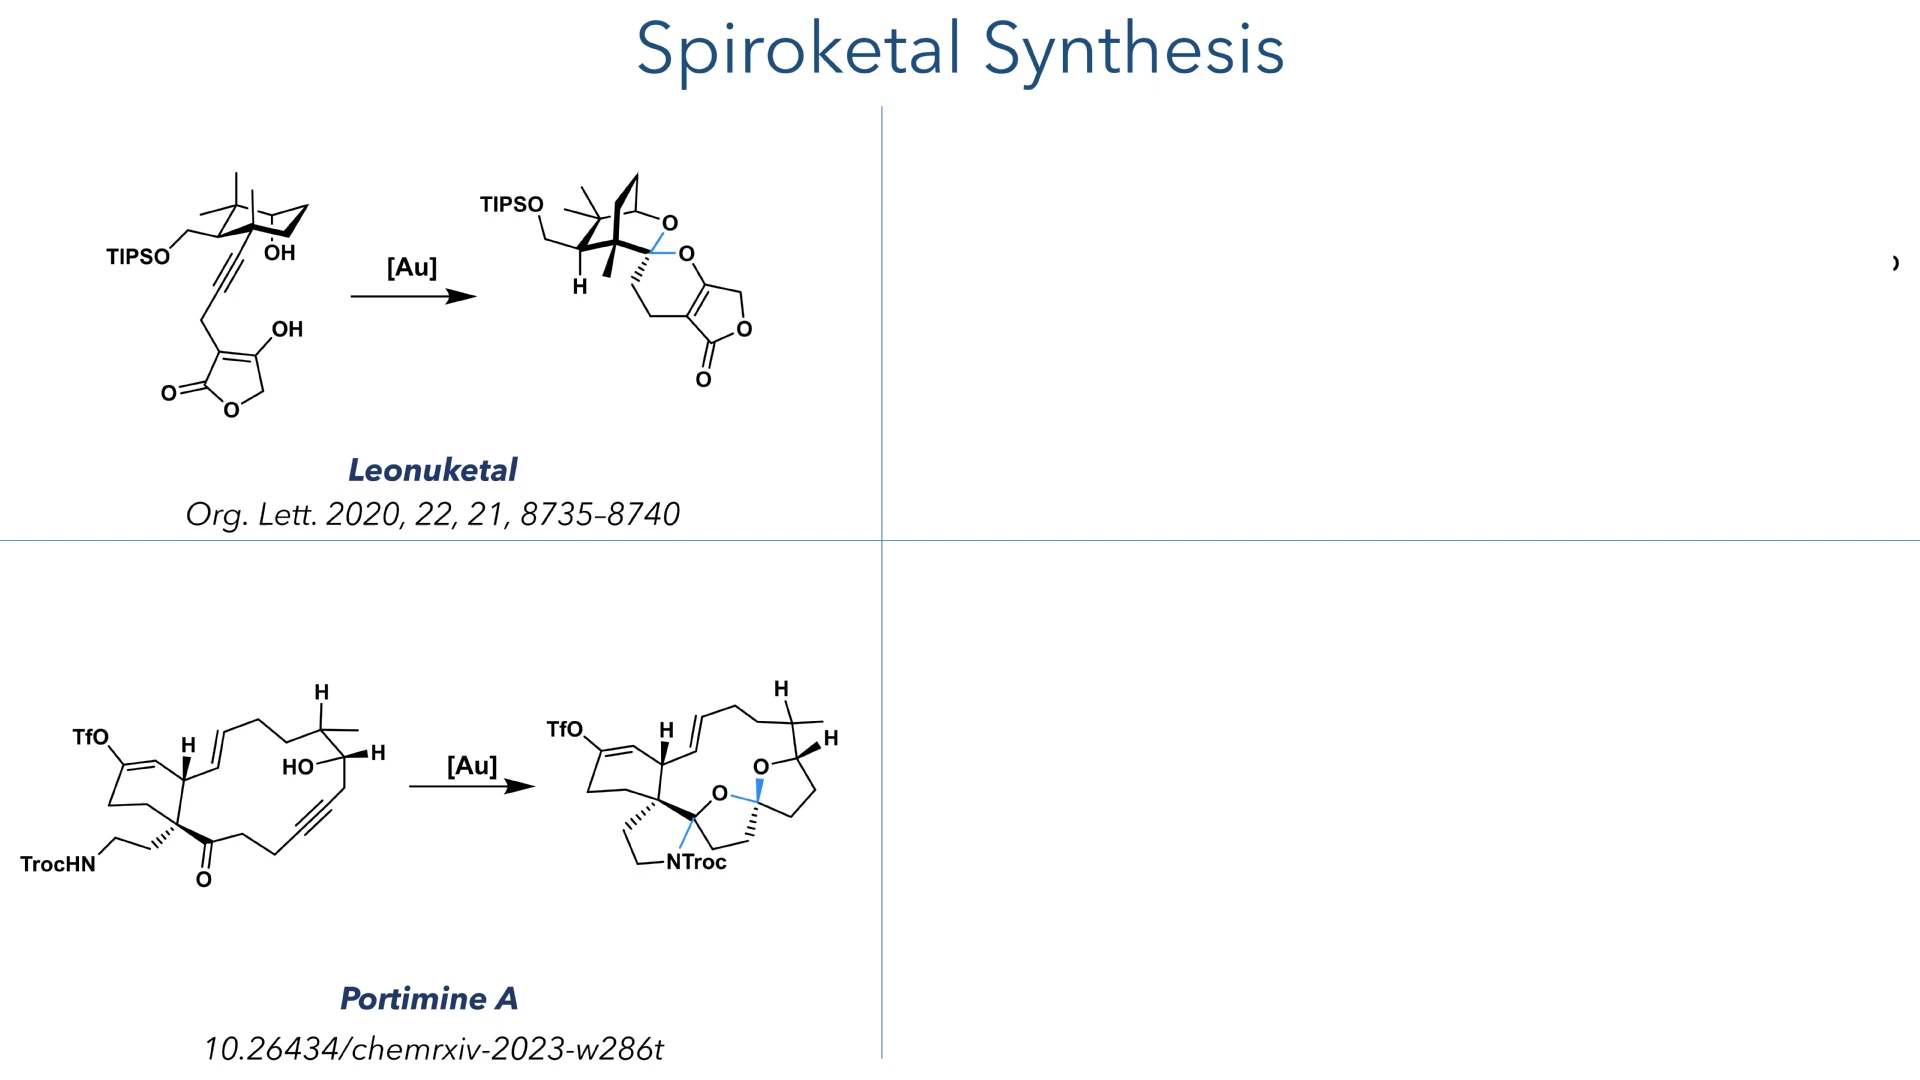 Spiroketal Synthesis
TIPSO
OH
[Au]
OH
O
O
TIPSO
H
O
O
O
O
Leonuketal
Org. Lett. 2020, 22, 21, 8735–8740
TfO
H
H
HO
H
TrocHN
O
[Au]
TfO
H
H
H
O
O
NTroc
Portimine A
10.26434/chemrxiv-2023-w286t